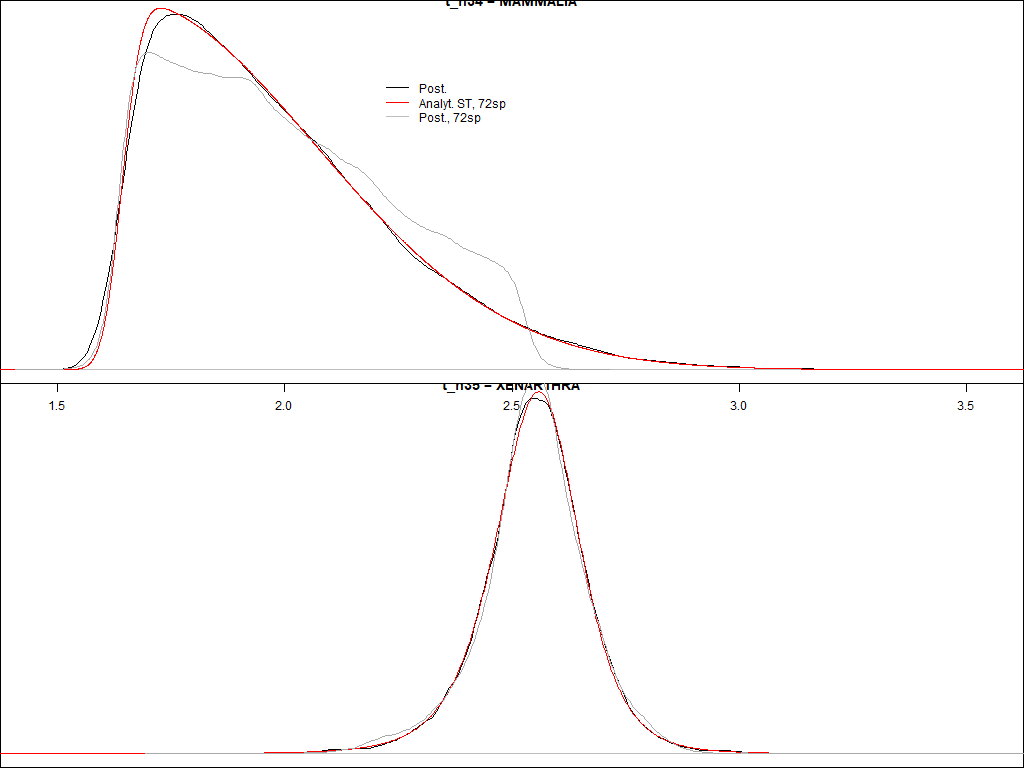 t_n34 – MAMMALIA
Post.
Analyt. ST, 72sp
Post., 72sp
t_n35 – XENARTHRA
1.5 2.0 2.5 3.0 3.5